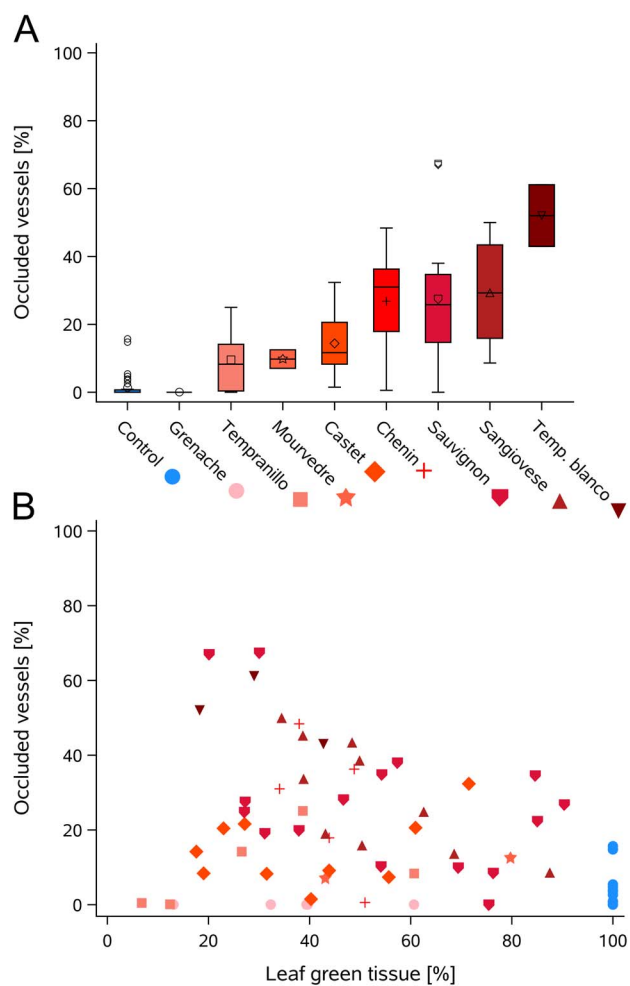 A
100
80
60
40
20
0
Occluded vessels [%]
Control
Grenache
Tempranillo
Mourvedre
Castet
Chenin
Sauvignon
Sangiovese
Temp. blanco
B
100
80
60
40
20
0
Occluded vessels [%]
0 20 40 60 80 100
Leaf green tissue [%]